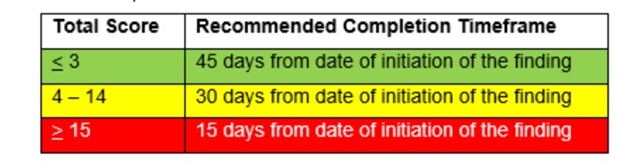 Total Score Recommended Completion Timeframe
≤ 3 45 days from date of initiation of the finding
4 – 14 30 days from date of initiation of the finding
≥ 15 15 days from date of initiation of the finding